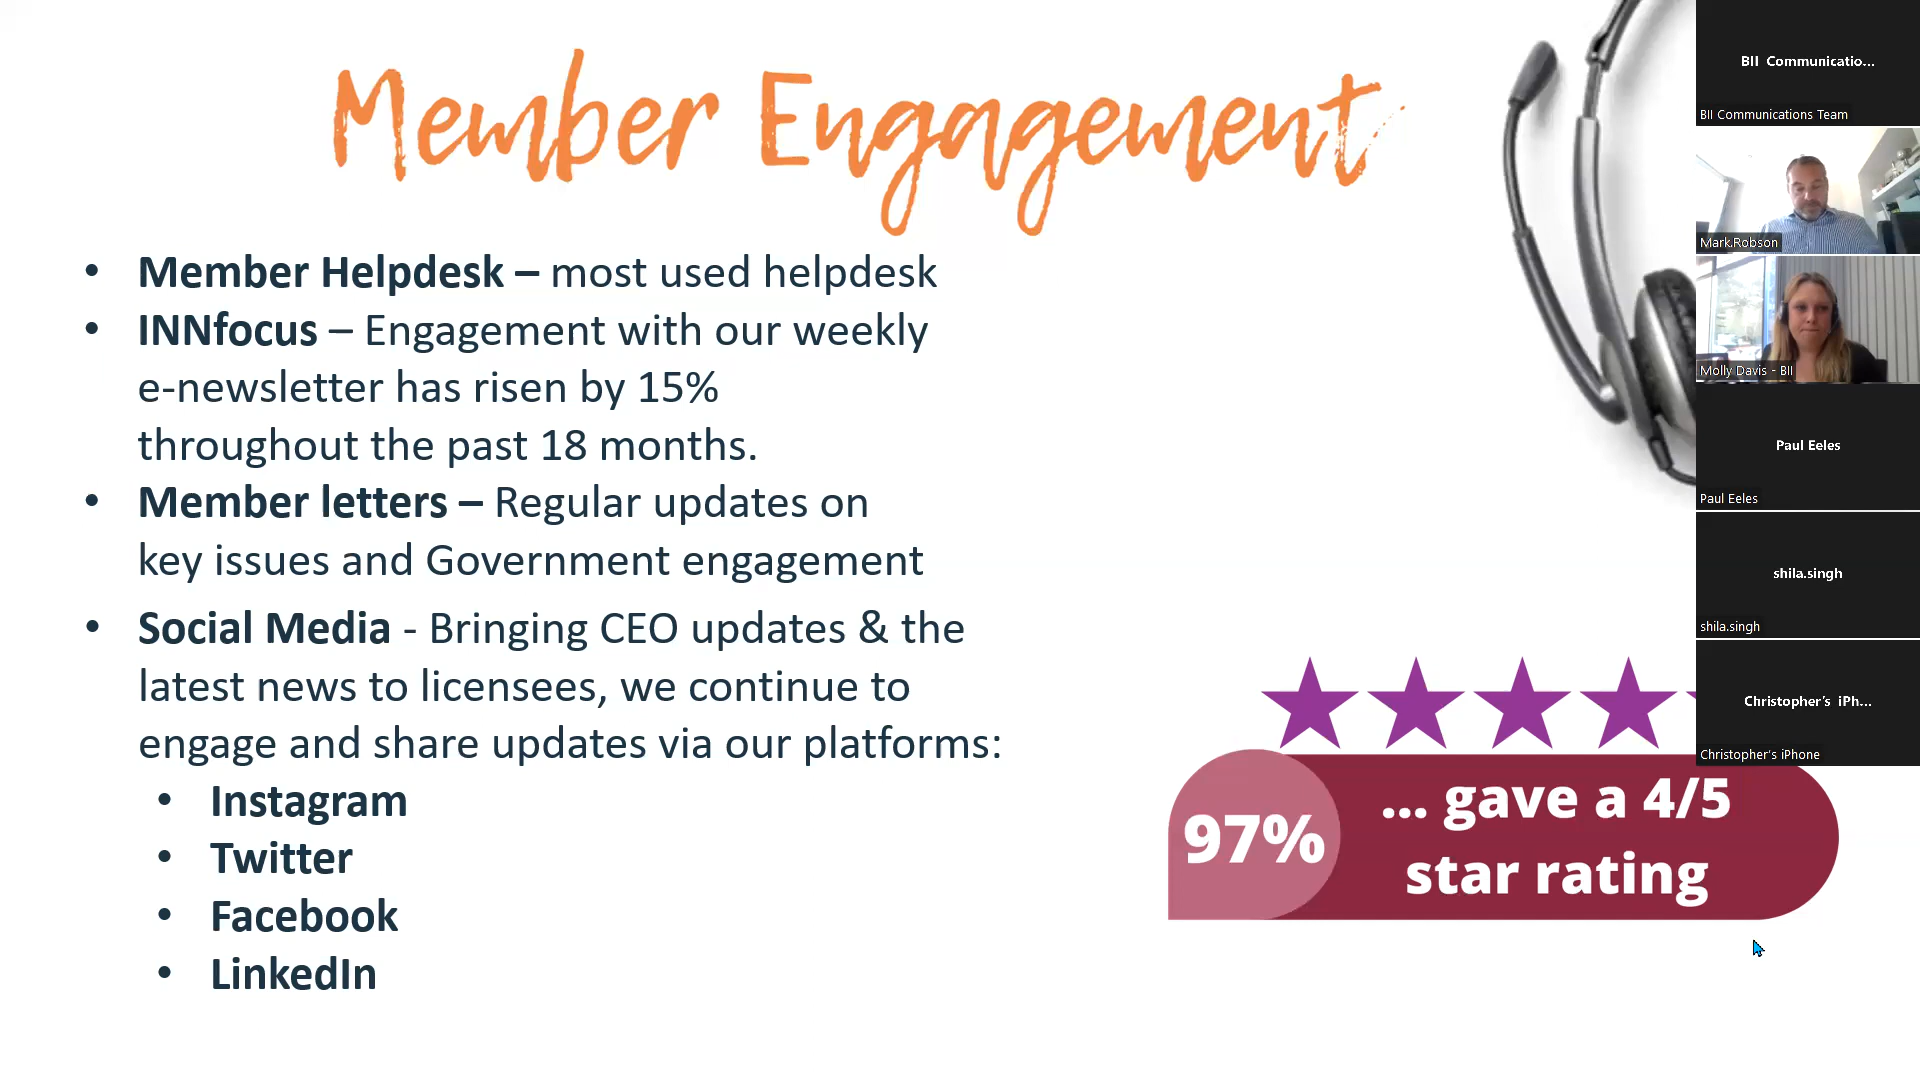 Member Engagement
• Member Helpdesk – most used helpdesk
• INNfocus – Engagement with our weekly
e-newsletter has risen by 15%
throughout the past 18 months.
• Member letters – Regular updates on
key issues and Government engagement
• Social Media - Bringing CEO updates & the
latest news to licensees, we continue to
engage and share updates via our platforms:
• Instagram
• Twitter
• Facebook
• LinkedIn
97%
... gave a 4/5
star rating
BII Communicatio...
BII Communications Team
Mark.Robson
Molly Davis - BII
Paul Eeles
Paul Eeles
shila.singh
shila.singh
Christopher's iPh...
Christopher's iPhone